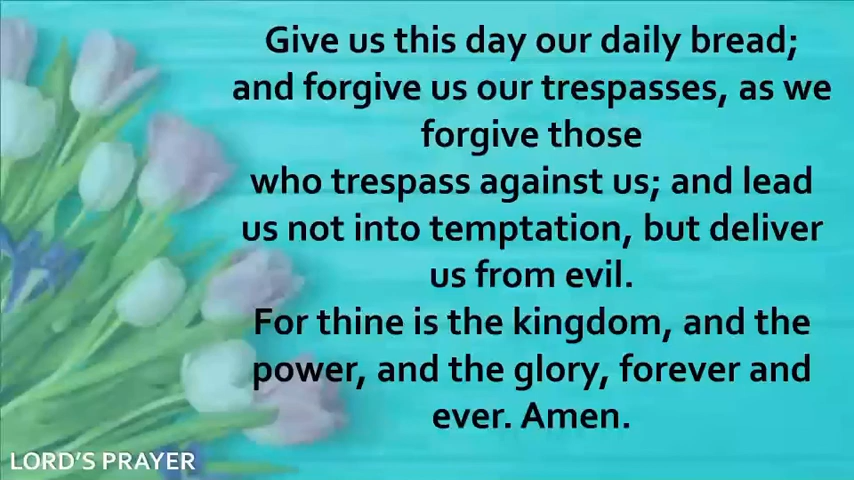 Give us this day our daily bread;
and forgive us our trespasses, as we
forgive those
who trespass against us; and lead
us not into temptation, but deliver
us from evil.
For thine is the kingdom, and the
power, and the glory, forever and
ever. Amen.
LORD'S PRAYER